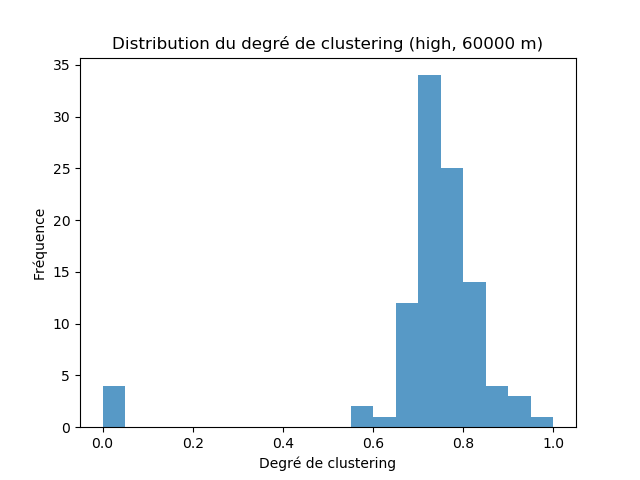 Distribution du degré de clustering (high, 60000 m)
35
30
25
20
15
10
5
0
Fréquence
0.0 0.2 0.4 0.6 0.8 1.0
Degré de clustering